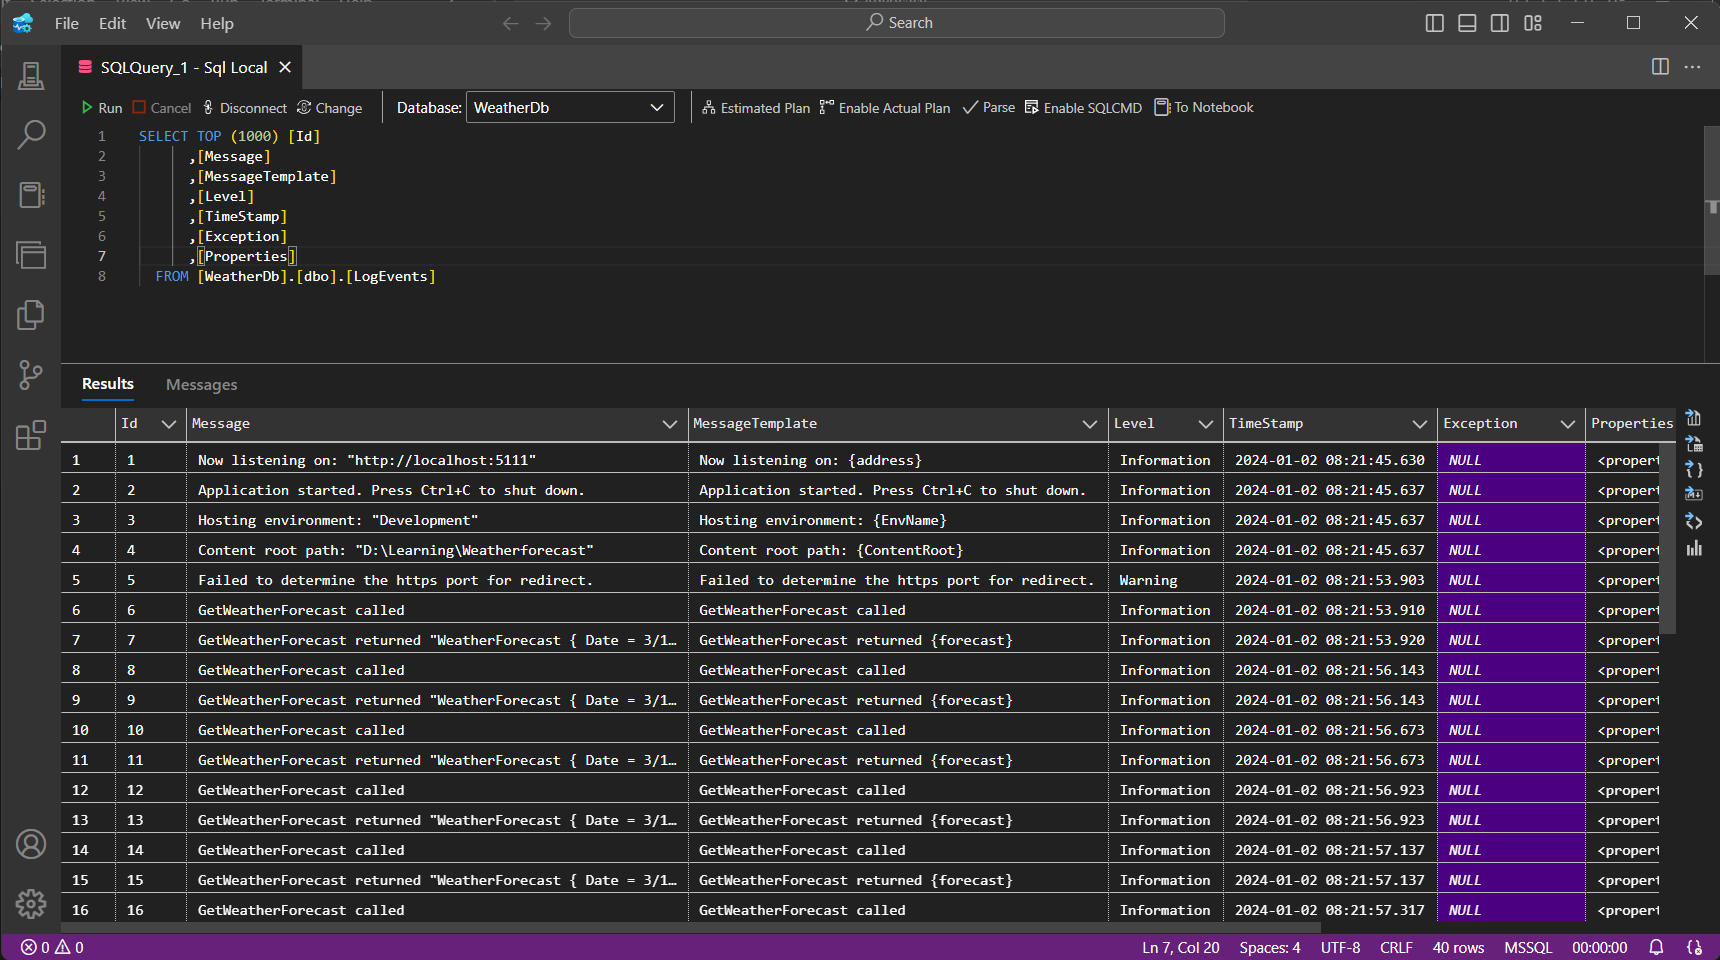 File Edit View Help Search
SQLQuery_1 - Sql Local
Run Cancel Disconnect Change Database: WeatherDb Estimated Plan Enable Actual Plan Parse Enable SQLCMD To Notebook
1 SELECT TOP (1000) [Id]
2 ,[Message]
3 ,[MessageTemplate]
4 ,[Level]
5 ,[TimeStamp]
6 ,[Exception]
7 ,[Properties]
8 FROM [WeatherDb].[dbo].[LogEvents]
Results Messages
Id Message MessageTemplate Level TimeStamp Exception Properties
1 1 Now listening on: "http://localhost:5111" Now listening on: {address} Information 2024-01-02 08:21:45.630 NULL <propert
2 2 Application started. Press Ctrl+C to shut down. Application started. Press Ctrl+C to shut down. Information 2024-01-02 08:21:45.637 NULL <propert
3 3 Hosting environment: "Development" Hosting environment: {EnvName} Information 2024-01-02 08:21:45.637 NULL <propert
4 4 Content root path: "D:\Learning\Weatherforecast" Content root path: {ContentRoot} Information 2024-01-02 08:21:45.637 NULL <propert
5 5 Failed to determine the https port for redirect. Failed to determine the https port for redirect. Warning 2024-01-02 08:21:53.903 NULL <propert
6 6 GetWeatherForecast called GetWeatherForecast called Information 2024-01-02 08:21:53.910 NULL <propert
7 7 GetWeatherForecast returned "WeatherForecast { Date = 3/1… GetWeatherForecast returned {forecast} Information 2024-01-02 08:21:53.920 NULL <propert
8 8 GetWeatherForecast called GetWeatherForecast called Information 2024-01-02 08:21:56.143 NULL <propert
9 9 GetWeatherForecast returned "WeatherForecast { Date = 3/1… GetWeatherForecast returned {forecast} Information 2024-01-02 08:21:56.143 NULL <propert
10 10 GetWeatherForecast called GetWeatherForecast called Information 2024-01-02 08:21:56.673 NULL <propert
11 11 GetWeatherForecast returned "WeatherForecast { Date = 3/1… GetWeatherForecast returned {forecast} Information 2024-01-02 08:21:56.673 NULL <propert
12 12 GetWeatherForecast called GetWeatherForecast called Information 2024-01-02 08:21:56.923 NULL <propert
13 13 GetWeatherForecast returned "WeatherForecast { Date = 3/1… GetWeatherForecast returned {forecast} Information 2024-01-02 08:21:56.923 NULL <propert
14 14 GetWeatherForecast called GetWeatherForecast called Information 2024-01-02 08:21:57.137 NULL <propert
15 15 GetWeatherForecast returned "WeatherForecast { Date = 3/1… GetWeatherForecast returned {forecast} Information 2024-01-02 08:21:57.137 NULL <propert
16 16 GetWeatherForecast called GetWeatherForecast called Information 2024-01-02 08:21:57.317 NULL <propert
0 0 Ln 7, Col 20 Spaces: 4 UTF-8 CRLF 40 rows MSSQL 00:00:00